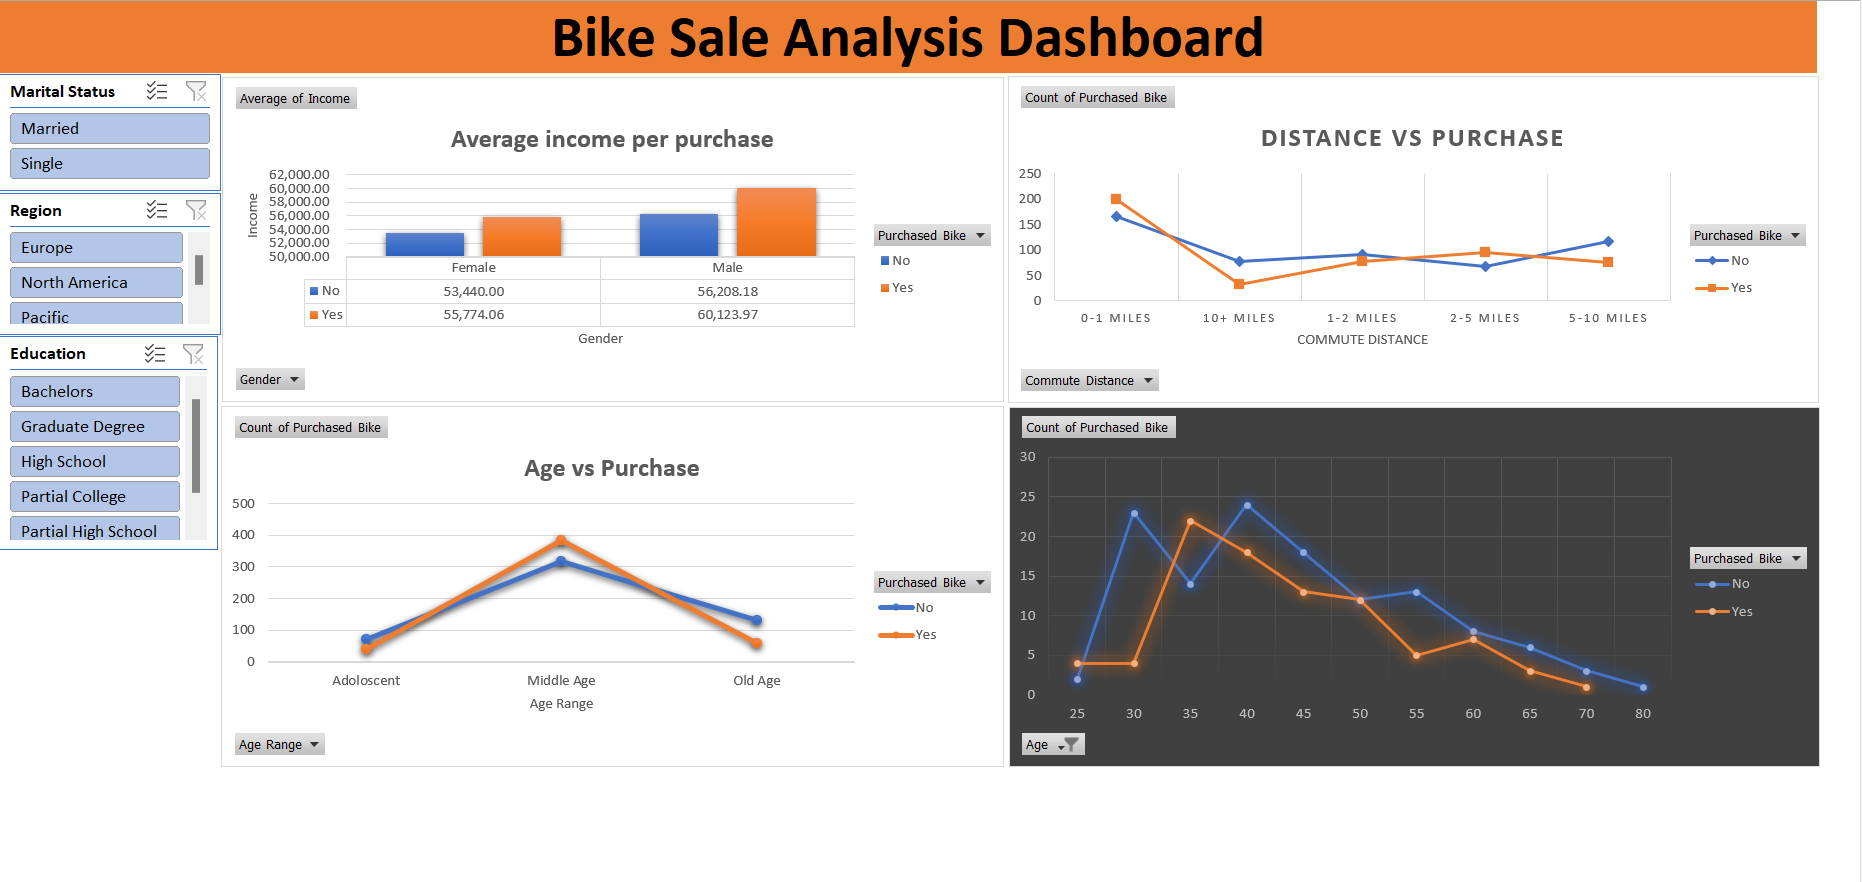 Bike Sale Analysis Dashboard
Marital Status
Married
Single
Region
Europe
North America
Pacific
Education
Bachelors
Graduate Degree
High School
Partial College
Partial High School
Average of Income
Average income per purchase
62,000.00
60,000.00
58,000.00
56,000.00
54,000.00
52,000.00
50,000.00
Income
Female Male
No 53,440.00 56,208.18
Yes 55,774.06 60,123.97
Gender
Purchased Bike
No
Yes
Gender
Count of Purchased Bike
DISTANCE VS PURCHASE
250
200
150
100
50
0
0-1 MILES 10+ MILES 1-2 MILES 2-5 MILES 5-10 MILES
COMMUTE DISTANCE
Purchased Bike
No
Yes
Commute Distance
Count of Purchased Bike
Age vs Purchase
500
400
300
200
100
0
Adoloscent Middle Age Old Age
Age Range
Purchased Bike
No
Yes
Age Range
Count of Purchased Bike
30
25
20
15
10
5
0
25 30 35 40 45 50 55 60 65 70 80
Purchased Bike
No
Yes
Age